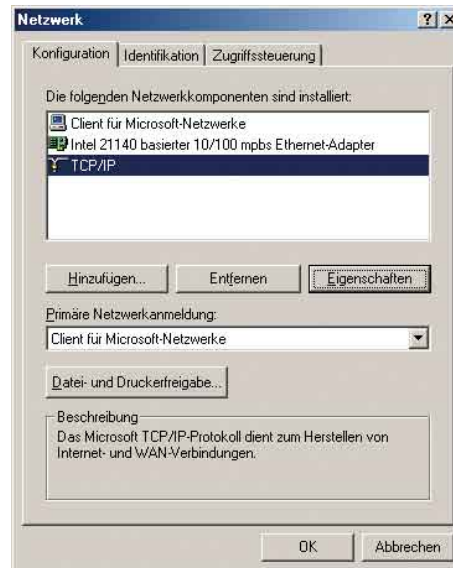 Netzwerk
Konfiguration Identifikation Zugriffssteuerung
Die folgenden Netzwerkkomponenten sind installiert:
Client für Microsoft-Netzwerke
Intel 21140 basierter 10/100 mpbs Ethernet-Adapter
TCP/IP
Hinzufügen... Entfernen Eigenschaften
Primäre Netzwerkanmeldung:
Client für Microsoft-Netzwerke
Datei- und Druckerfreigabe...
Beschreibung
Das Microsoft TCP/IP-Protokoll dient zum Herstellen von
Internet- und WAN-Verbindungen.
OK Abbrechen